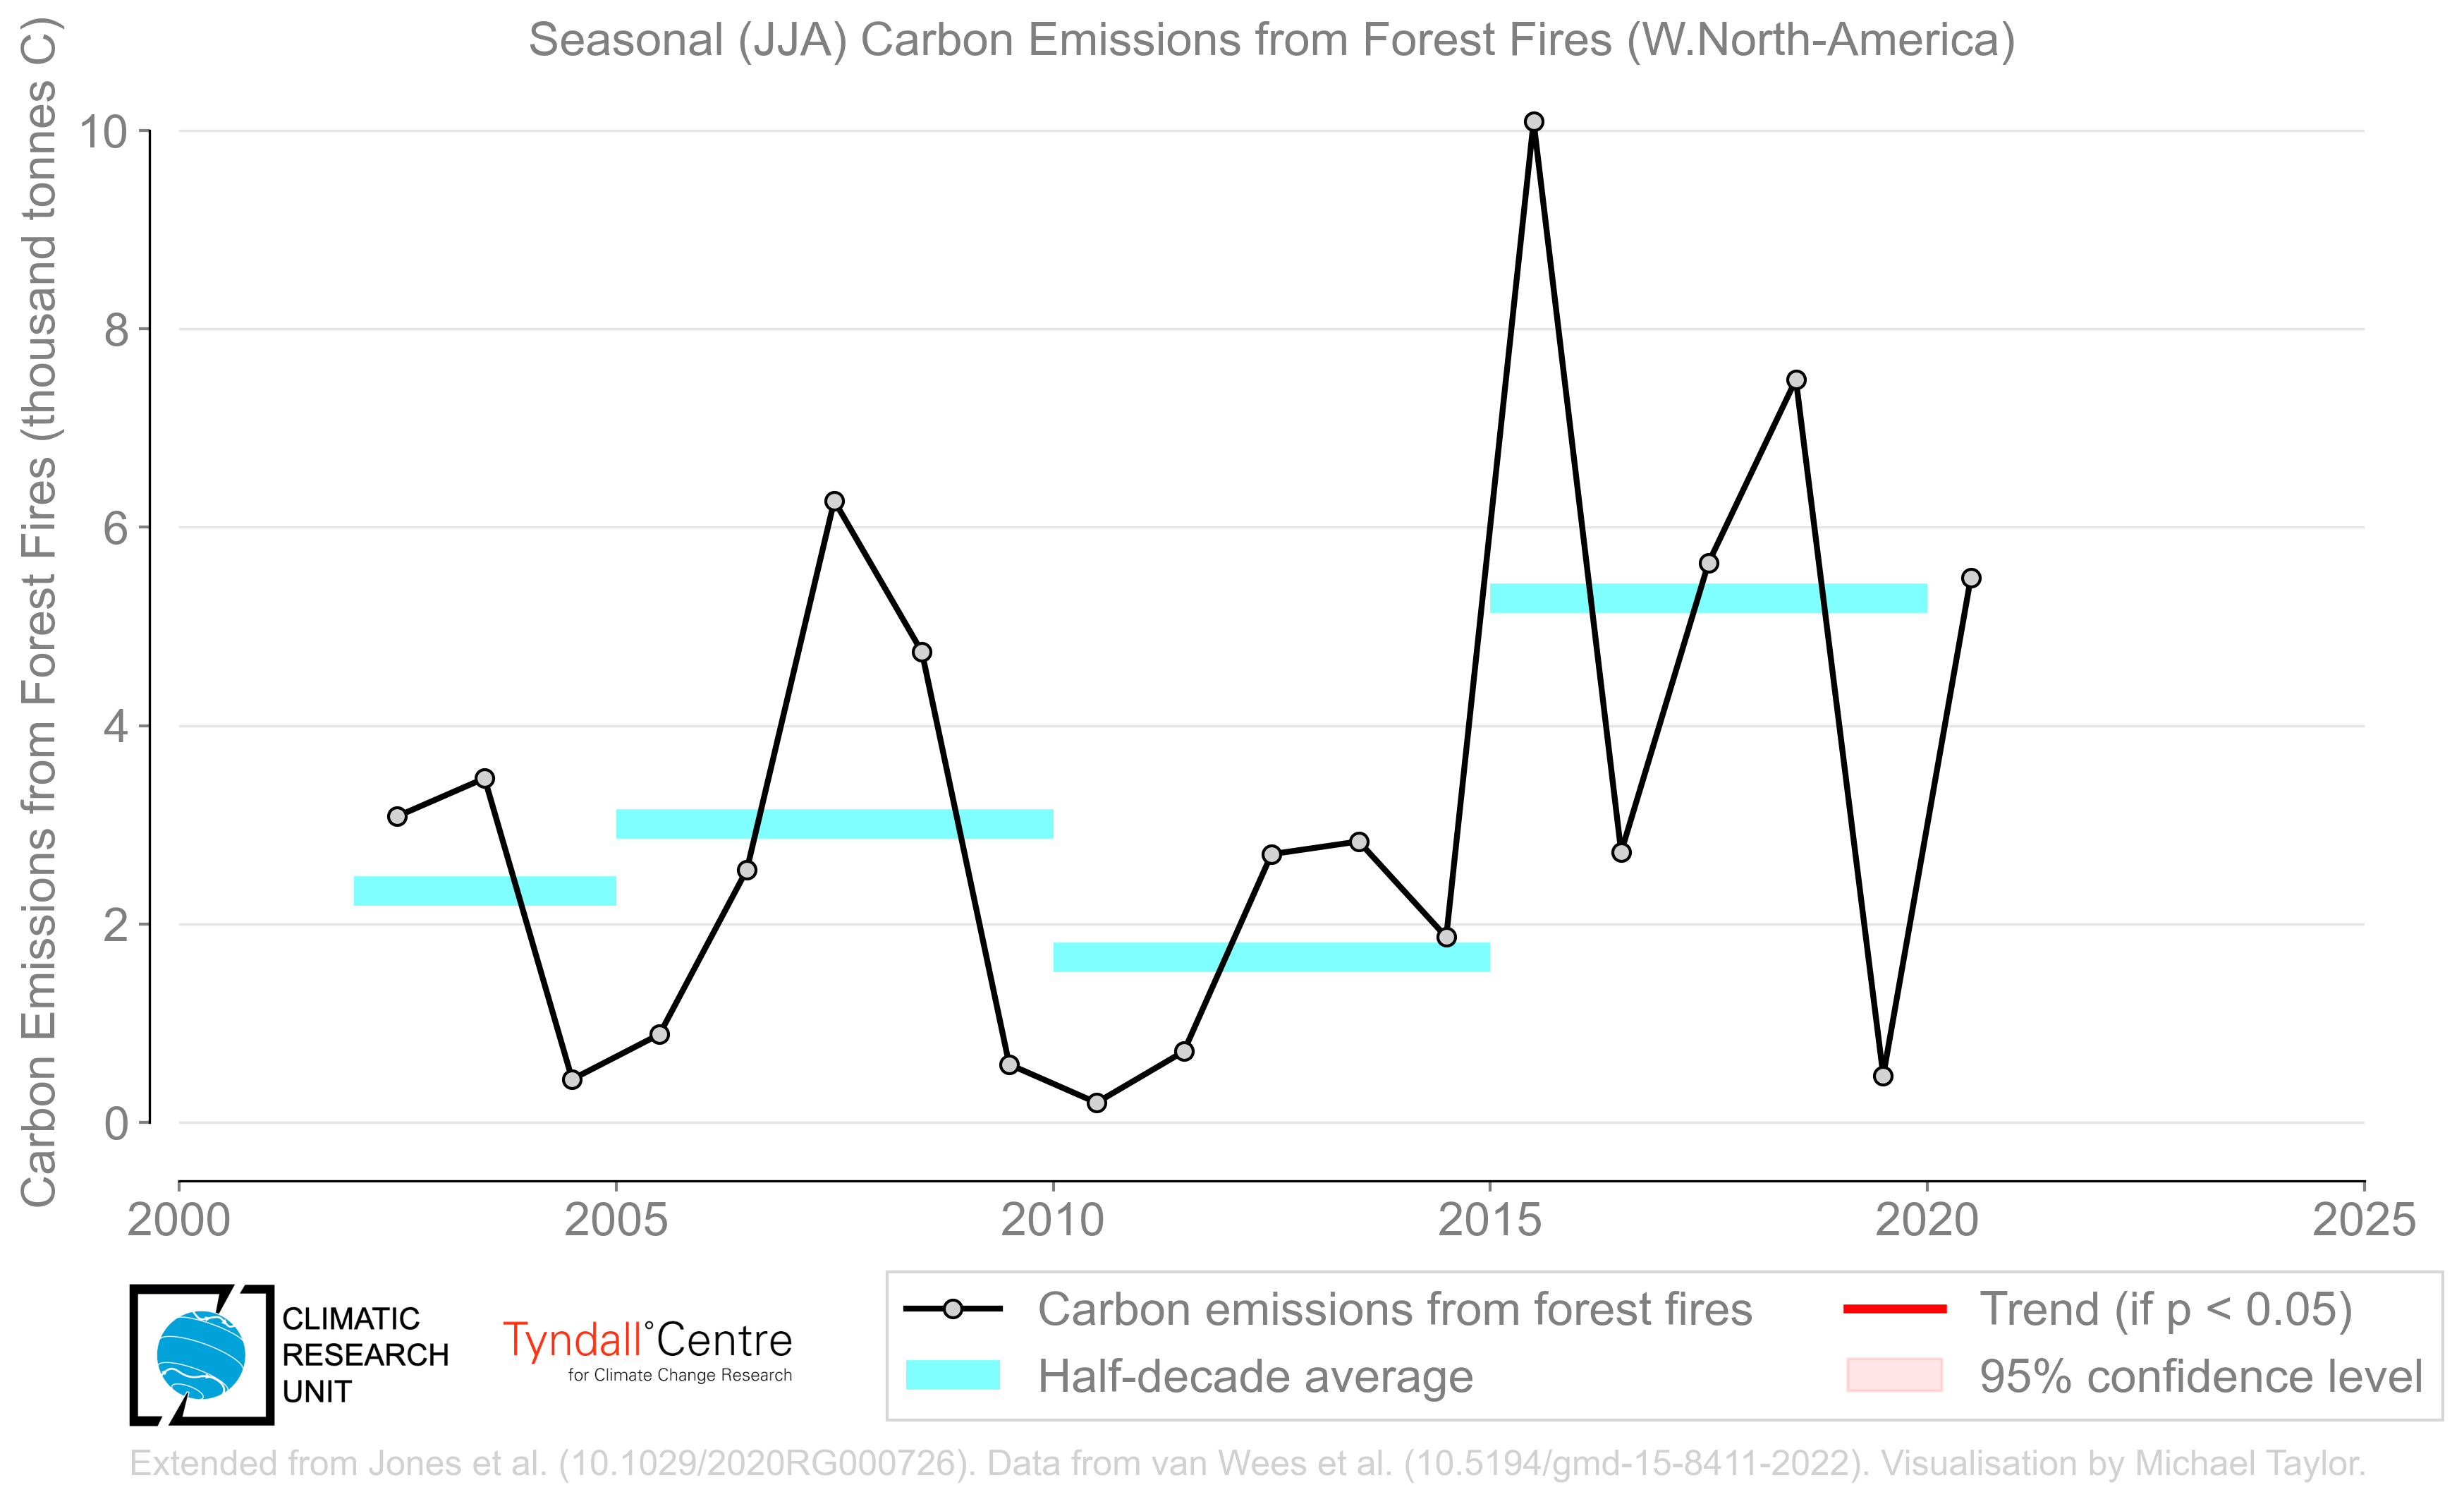 Seasonal (JJA) Carbon Emissions from Forest Fires (W.North-America)
Carbon Emissions from Forest Fires (thousand tonnes C)
10
8
6
4
2
0
2000 2005 2010 2015 2020 2025
CLIMATIC
RESEARCH
UNIT
Tyndall°Centre
for Climate Change Research
Carbon emissions from forest fires
Half-decade average
Trend (if p < 0.05)
95% confidence level
Extended from Jones et al. (10.1029/2020RG000726). Data from van Wees et al. (10.5194/gmd-15-8411-2022). Visualisation by Michael Taylor.